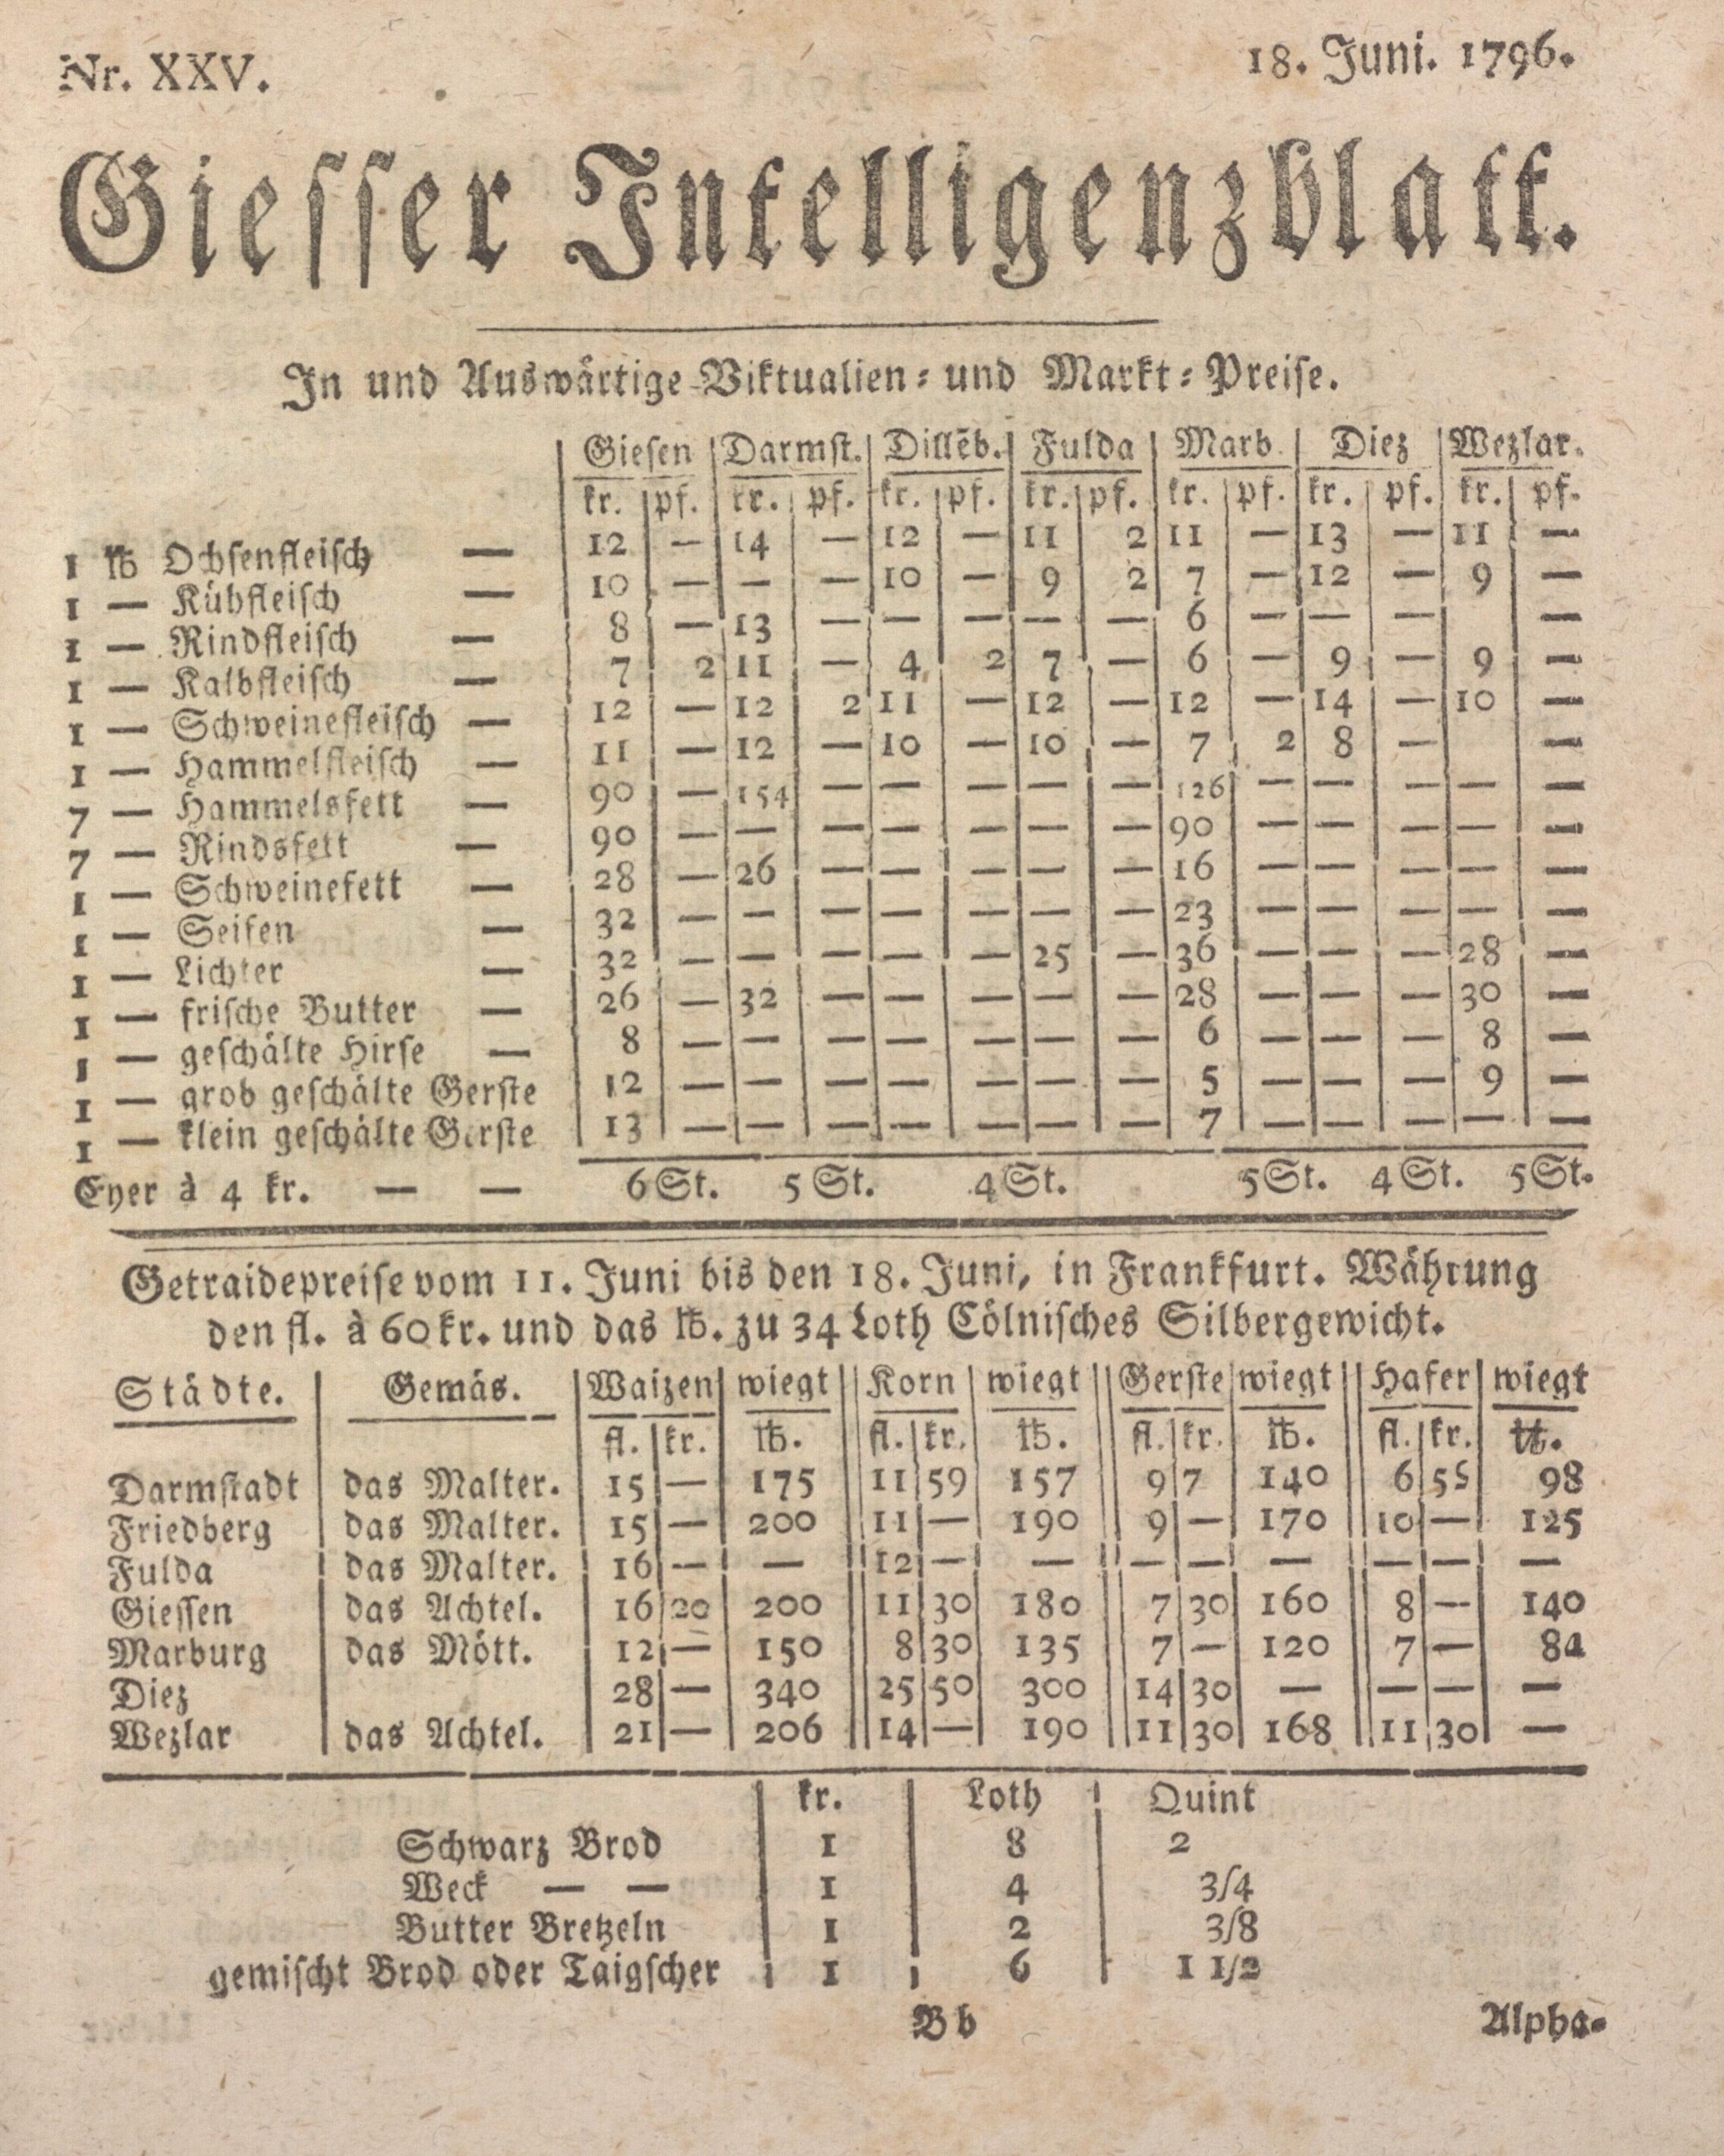 Nr. XXV. 18. Juni. 1796.
Giesser Intelligenzblatt.
In und Auswärtige Viktualien- und Markt-Preise.
Giesen | Darmst. | Dillēb. | Fulda | Marb. | Diez | Wezlar.
kr. | pf. | kr. | pf. | kr. | pf. | kr. | pf. | kr. | pf. | kr. | pf. | kr. | pf.
1 ℔ Ochsenfleisch — 12 | — | 14 | — | 12 | — | 11 | 2 | 11 | — | 13 | — | 11 | —
1 — Kühfleisch — 10 | — | — | — | 10 | — | 9 | 2 | 7 | — | 12 | — | 9 | —
1 — Rindfleisch — 8 | — | 13 | — | — | — | — | — | 6 | — | — | — | | —
1 — Kalbfleisch — 7 | 2 | 11 | — | 4 | 2 | 7 | — | 6 | — | 9 | — | 9 | —
1 — Schweinefleisch — 12 | — | 12 | 2 | 11 | — | 12 | — | 12 | — | 14 | — | 10 | —
1 — Hammelfleisch — 11 | — | 12 | — | 10 | — | 10 | — | 7 | 2 | 8 | — | | —
7 — Hammelsfett — 90 | — | 154 | — | — | — | — | — | 126 | — | — | — | — | —
7 — Rindsfett — 90 | — | — | — | — | — | — | — | 90 | — | — | — | — | —
1 — Schweinefett — 28 | — | 26 | — | — | — | — | — | 16 | — | — | — | — | —
1 — Seifen — 32 | — | — | — | — | — | — | — | 23 | — | — | — | — | —
1 — Lichter — 32 | — | — | — | — | — | 25 | — | 36 | — | — | — | 28 | —
1 — frische Butter — 26 | — | 32 | — | — | — | — | — | 28 | — | — | — | 30 | —
1 — geschälte Hirse — 8 | — | — | — | — | — | — | — | 6 | — | — | — | 8 | —
1 — grob geschälte Gerste 12 | — | — | — | — | — | — | — | 5 | — | — | — | 9 | —
1 — klein geschälte Gerste 13 | — | — | — | — | — | — | — | 7 | — | — | — | — | —
Eyer à 4 kr. — — 6 St. 5 St. 4 St. 5 St. 4 St. 5 St.
Getraidepreise vom 11. Juni bis den 18. Juni, in Frankfurt. Währung
den fl. à 60 kr. und das ℔. zu 34 Loth Cölnisches Silbergewicht.
Städte. | Gemäs. | Waizen | wiegt || Korn | wiegt || Gerste | wiegt || Hafer | wiegt
fl. | kr. | ℔. || fl. | kr. | ℔. || fl. | kr. | ℔. || fl. | kr. | ℔.
Darmstadt | das Malter. | 15 | — | 175 || 11 | 59 | 157 || 9 | 7 | 140 || 6 | 55 | 98
Friedberg | das Malter. | 15 | — | 200 || 11 | — | 190 || 9 | — | 170 || 10 | — | 125
Fulda | das Malter. | 16 | — | — || 12 | — | — || — | — | — || — | — | —
Giessen | das Achtel. | 16 | 20 | 200 || 11 | 30 | 180 || 7 | 30 | 160 || 8 | — | 140
Marburg | das Mött. | 12 | — | 150 || 8 | 30 | 135 || 7 | — | 120 || 7 | — | 84
Diez | | 28 | — | 340 || 25 | 50 | 300 || 14 | 30 | — || — | — | —
Wezlar | das Achtel. | 21 | — | 206 || 14 | — | 190 || 11 | 30 | 168 || 11 | 30 | —
kr. | Loth | Quint
Schwarz Brod | 1 | 8 | 2
Weck — — | 1 | 4 | 3/4
Butter Bretzeln | 1 | 2 | 3/8
gemischt Brod oder Täigscher | 1 | 6 | 1 1/2
Bb Alpha-